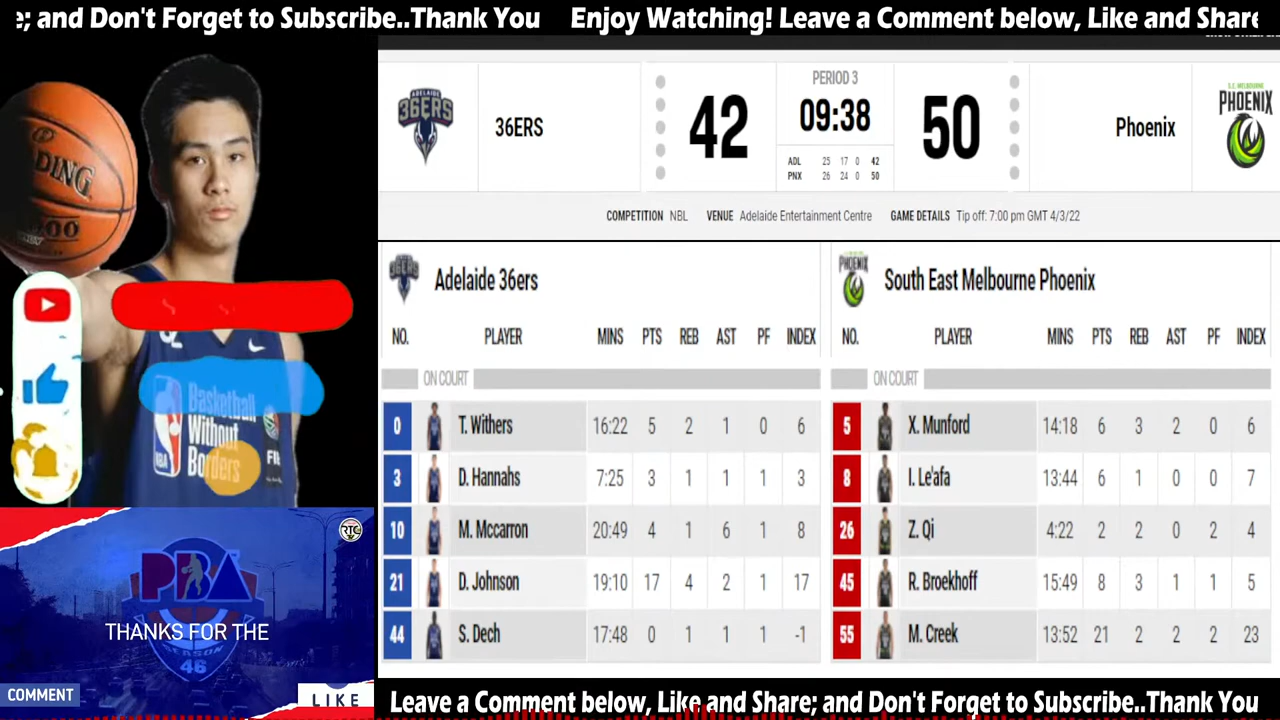 e; and Don't Forget to Subscribe..Thank You Enjoy Watching! Leave a Comment below, Like and Share
DING
Basketball
Without
Borders
NBA
THANKS FOR THE
PBA
SEASON
46
RTC
COMMENT
LIKE
ADELAIDE
36ERS
36ERS
42
PERIOD 3
09:38
ADL 25 17 0 42
PNX 26 24 0 50
50
Phoenix
S.E. MELBOURNE
PHOENIX
COMPETITION NBL VENUE Adelaide Entertainment Centre GAME DETAILS Tip off: 7:00 pm GMT 4/3/22
36ERS
Adelaide 36ers
NO. PLAYER MINS PTS REB AST PF INDEX
ON COURT
0 T. Withers 16:22 5 2 1 0 6
3 D. Hannahs 7:25 3 1 1 1 3
10 M. Mccarron 20:49 4 1 6 1 8
21 D. Johnson 19:10 17 4 2 1 17
44 S. Dech 17:48 0 1 1 1 -1
PHOENIX
South East Melbourne Phoenix
NO. PLAYER MINS PTS REB AST PF INDEX
ON COURT
5 X. Munford 14:18 6 3 2 0 6
8 I. Le'afa 13:44 6 1 0 0 7
26 Z. Qi 4:22 2 2 0 2 4
45 R. Broekhoff 15:49 8 3 1 1 5
55 M. Creek 13:52 21 2 2 2 23
Leave a Comment below, Like and Share; and Don't Forget to Subscribe..Thank You